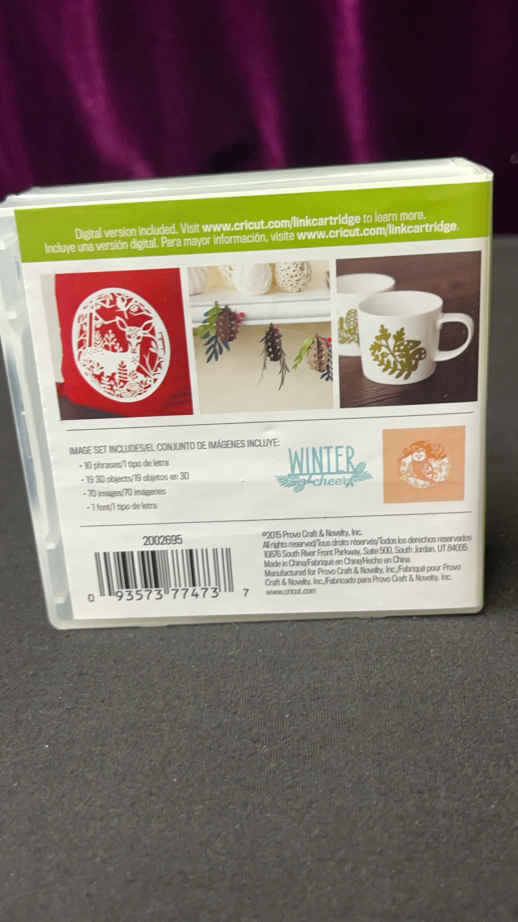 Digital version included. Visit www.cricut.com/linkcartridge to learn more.
Incluye una versión digital. Para mayor información, visite www.cricut.com/linkcartridge.
IMAGE SET INCLUDES/EL CONJUNTO DE IMÁGENES INCLUYE:
• 10 phrases/1 tipo de letra
• 19 3D objects/19 objetos en 3D
• 70 images/70 imágenes
• 1 font/1 tipo de letra
WINTER
cheer
2002695
0 93573 77473 7
©2015 Provo Craft & Novelty, Inc.
All rights reserved/Tous droits réservés/Todos los derechos reservados
10876 South River Front Parkway, Suite 500, South Jordan, UT 84095
Made in China/Fabriqué en China/Hecho en China
Manufactured for Provo Craft & Novelty, Inc./Fabriqué pour Provo
Craft & Novelty, Inc./Fabricado para Provo Craft & Novelty, Inc.
www.cricut.com